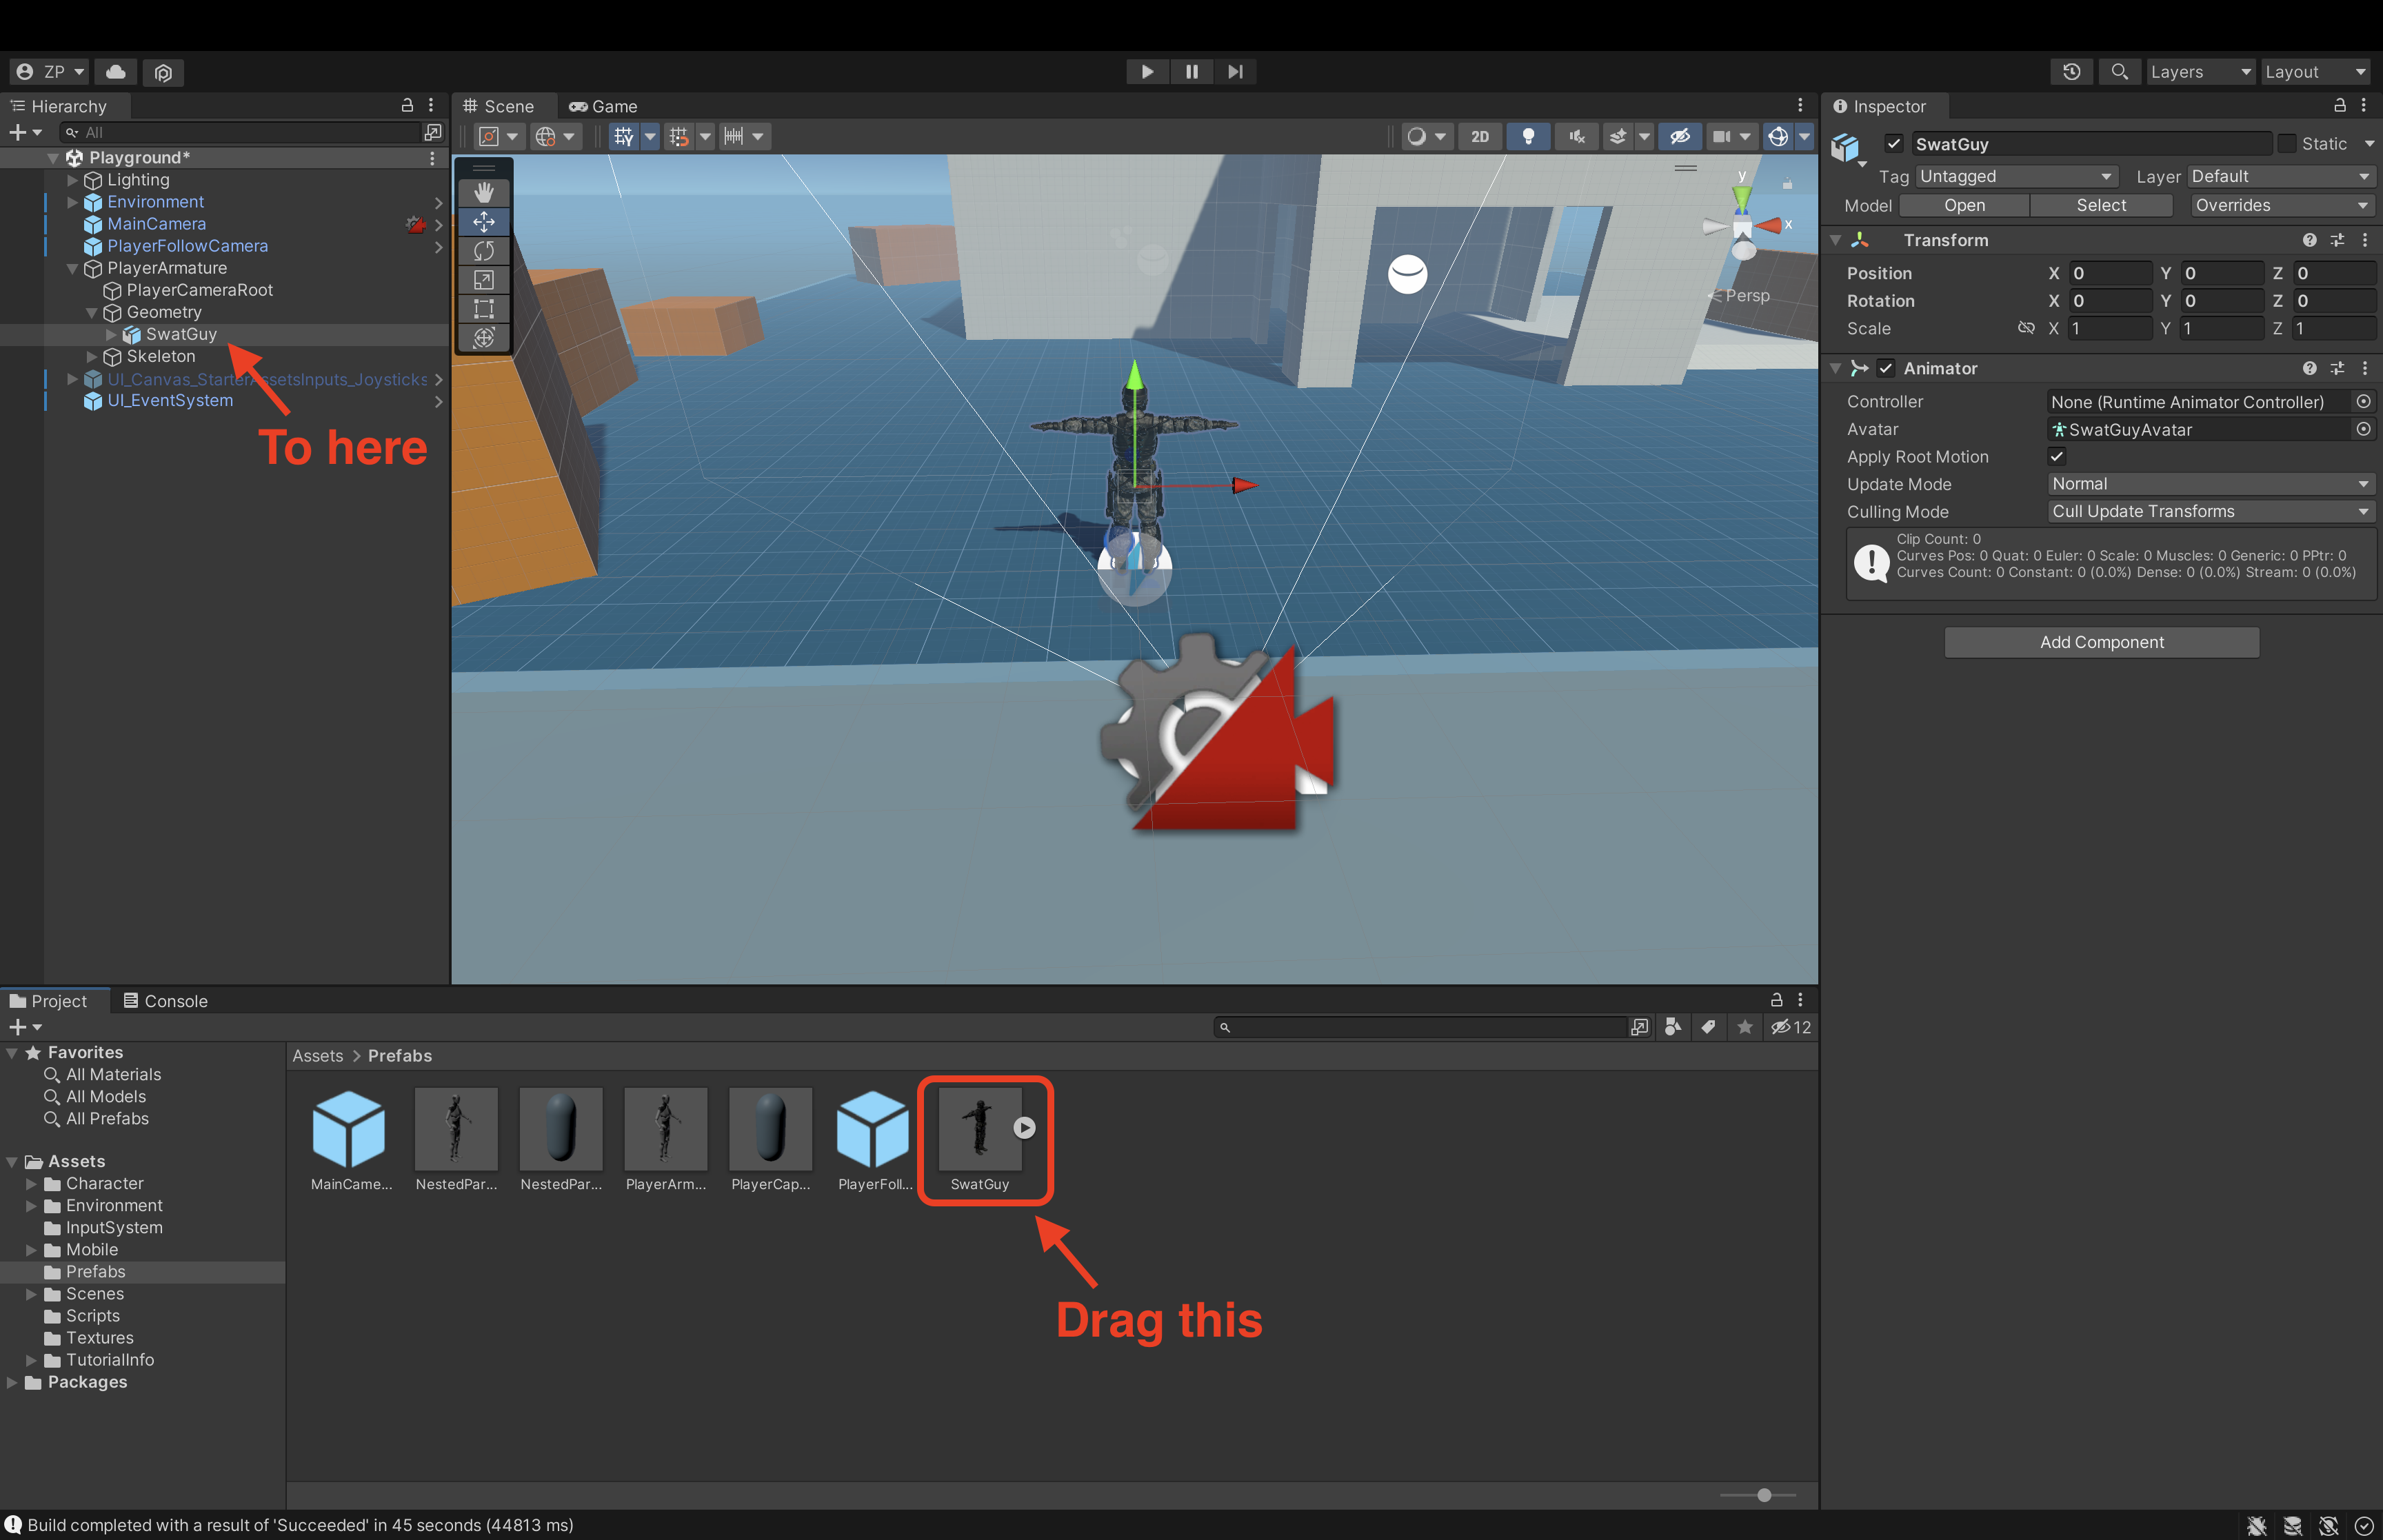 ZP
Layers
Layout
Hierarchy
All
Playground*
Lighting
Environment
MainCamera
PlayerFollowCamera
PlayerArmature
PlayerCameraRoot
Geometry
SwatGuy
Skeleton
UI_Canvas_StarterAssetsInputs_Joysticks
UI_EventSystem
To here
Scene
Game
2D
y
x
Persp
Inspector
SwatGuy
Static
Tag Untagged Layer Default
Model Open Select Overrides
Transform
Position X 0 Y 0 Z 0
Rotation X 0 Y 0 Z 0
Scale X 1 Y 1 Z 1
Animator
Controller None (Runtime Animator Controller)
Avatar SwatGuyAvatar
Apply Root Motion
Update Mode Normal
Culling Mode Cull Update Transforms
Clip Count: 0
Curves Pos: 0 Quat: 0 Euler: 0 Scale: 0 Muscles: 0 Generic: 0 PPtr: 0
Curves Count: 0 Constant: 0 (0.0%) Dense: 0 (0.0%) Stream: 0 (0.0%)
Add Component
Project
Console
12
Favorites
All Materials
All Models
All Prefabs
Assets
Character
Environment
InputSystem
Mobile
Prefabs
Scenes
Scripts
Textures
TutorialInfo
Packages
Assets > Prefabs
MainCame...
NestedPar...
NestedPar...
PlayerArm...
PlayerCap...
PlayerFoll...
SwatGuy
Drag this
Build completed with a result of 'Succeeded' in 45 seconds (44813 ms)